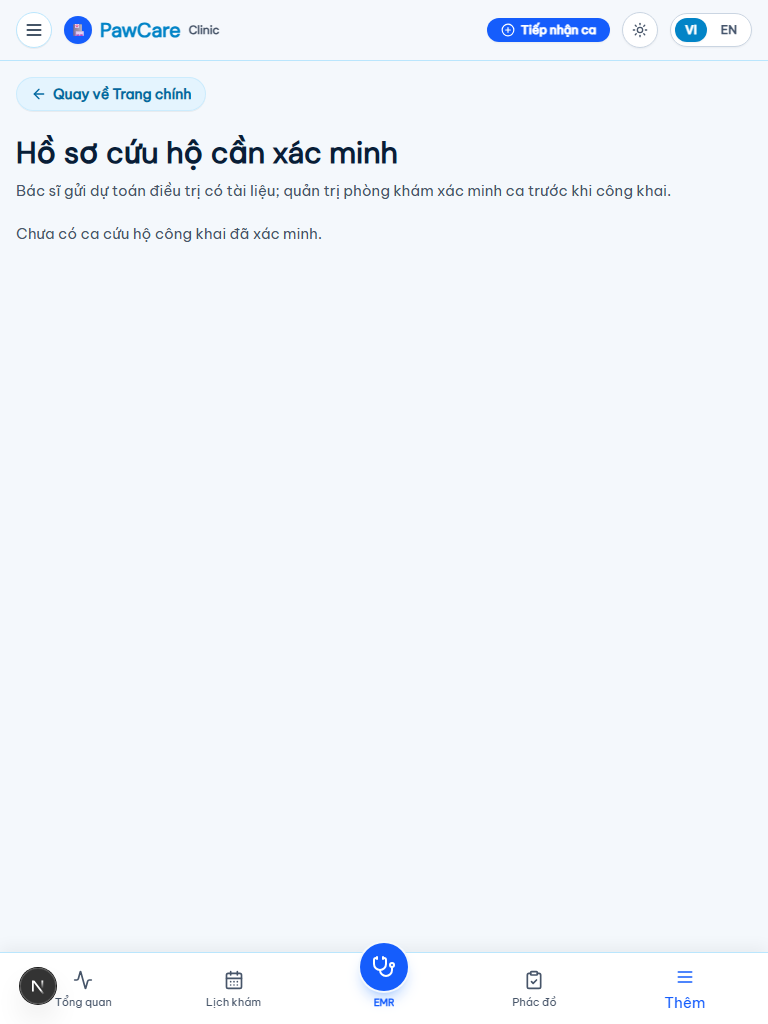 PawCare Clinic
Tiếp nhận ca
VI EN
Quay về Trang chính
Hồ sơ cứu hộ cần xác minh
Bác sĩ gửi dự toán điều trị có tài liệu; quản trị phòng khám xác minh ca trước khi công khai.
Chưa có ca cứu hộ công khai đã xác minh.
N
Tổng quan
Lịch khám
EMR
Phác đồ
Thêm